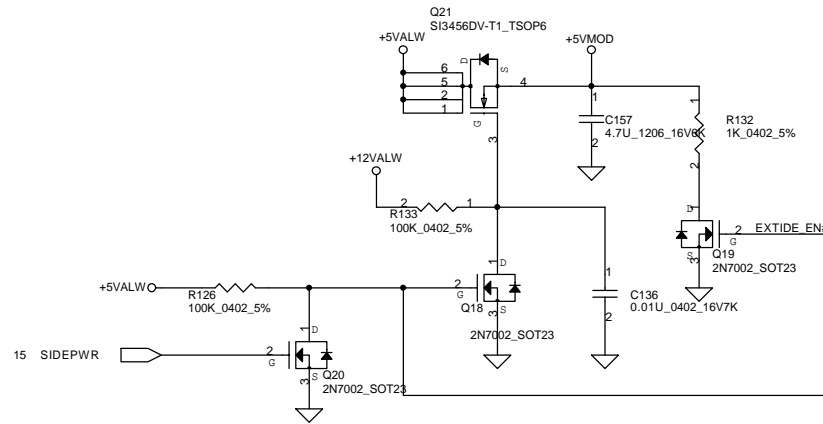 Q21
SI3456DV-T1_TSOP6
+5VALW
+5VMOD
D
S
G
6
5
2
1
4
3
1
C157
4.7U_1206_16V6K
2
1
R132
1K_0402_5%
2
+12VALW
2
1
R133
100K_0402_5%
1
D
S
G
2
EXTIDE_EN#
3
Q19
2N7002_SOT23
+5VALW
R126
100K_0402_5%
1
D
2
G
S
3
Q18
2N7002_SOT23
1
C136
0.01U_0402_16V7K
2
15 SIDEPWR
1
D
2
G
S
3
Q20
2N7002_SOT23